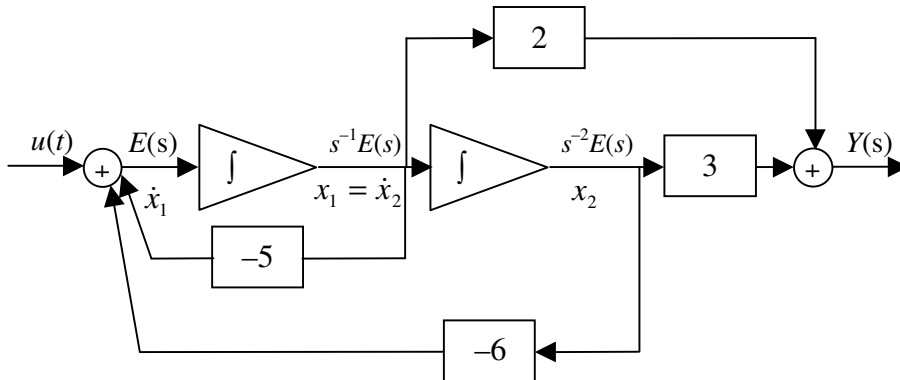 2
u(t)
E(s)
s⁻¹E(s)
s⁻²E(s)
Y(s)
+
∫
∫
3
+
ẋ₁
x₁ = ẋ₂
x₂
–5
–6